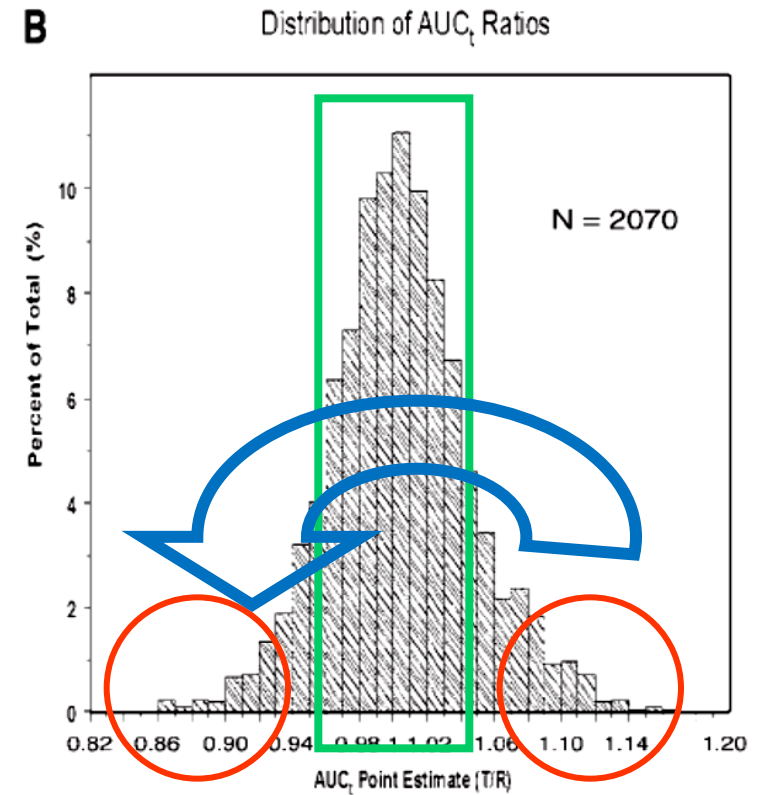 B
Distribution of AUCt Ratios
N = 2070
Percent of Total (%)
10
8
6
4
2
0
0.82 0.86 0.90 0.94 0.98 1.02 1.06 1.10 1.14 1.20
AUCt Point Estimate (T/R)